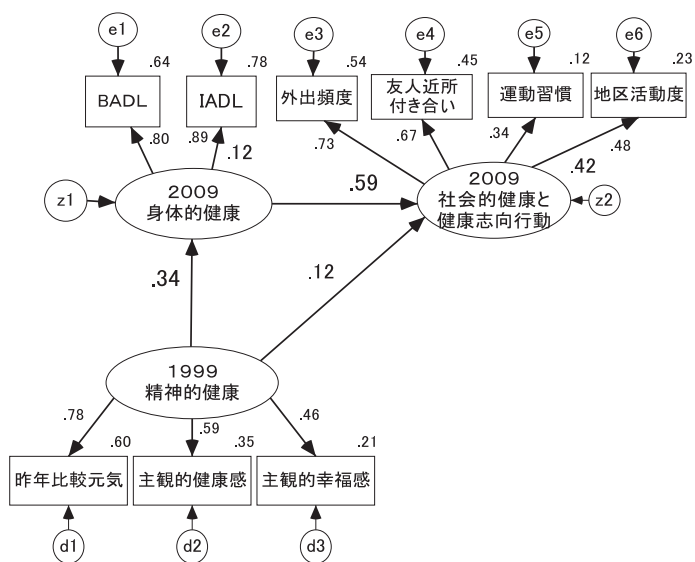 e1
e2
e3
e4
e5
e6
.64
.78
.54
.45
.12
.23
BADL
IADL
外出頻度
友人近所
付き合い
運動習慣
地区活動度
.80
.89
.12
.73
.67
.34
.48
.42
z1
2009
身体的健康
.59
2009
社会的健康と
健康志向行動
z2
.34
.12
1999
精神的健康
.78
.60
.59
.35
.46
.21
昨年比較元気
主観的健康感
主観的幸福感
d1
d2
d3